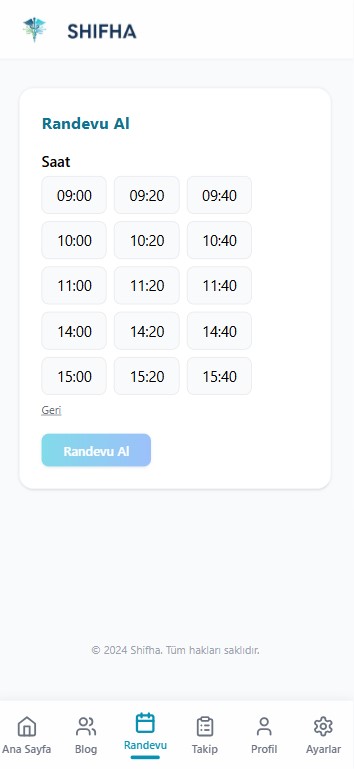 SHIFHA
Randevu Al
Saat
09:00 09:20 09:40
10:00 10:20 10:40
11:00 11:20 11:40
14:00 14:20 14:40
15:00 15:20 15:40
Geri
Randevu Al
© 2024 Shifha. Tüm hakları saklıdır.
Ana Sayfa Blog Randevu Takip Profil Ayarlar